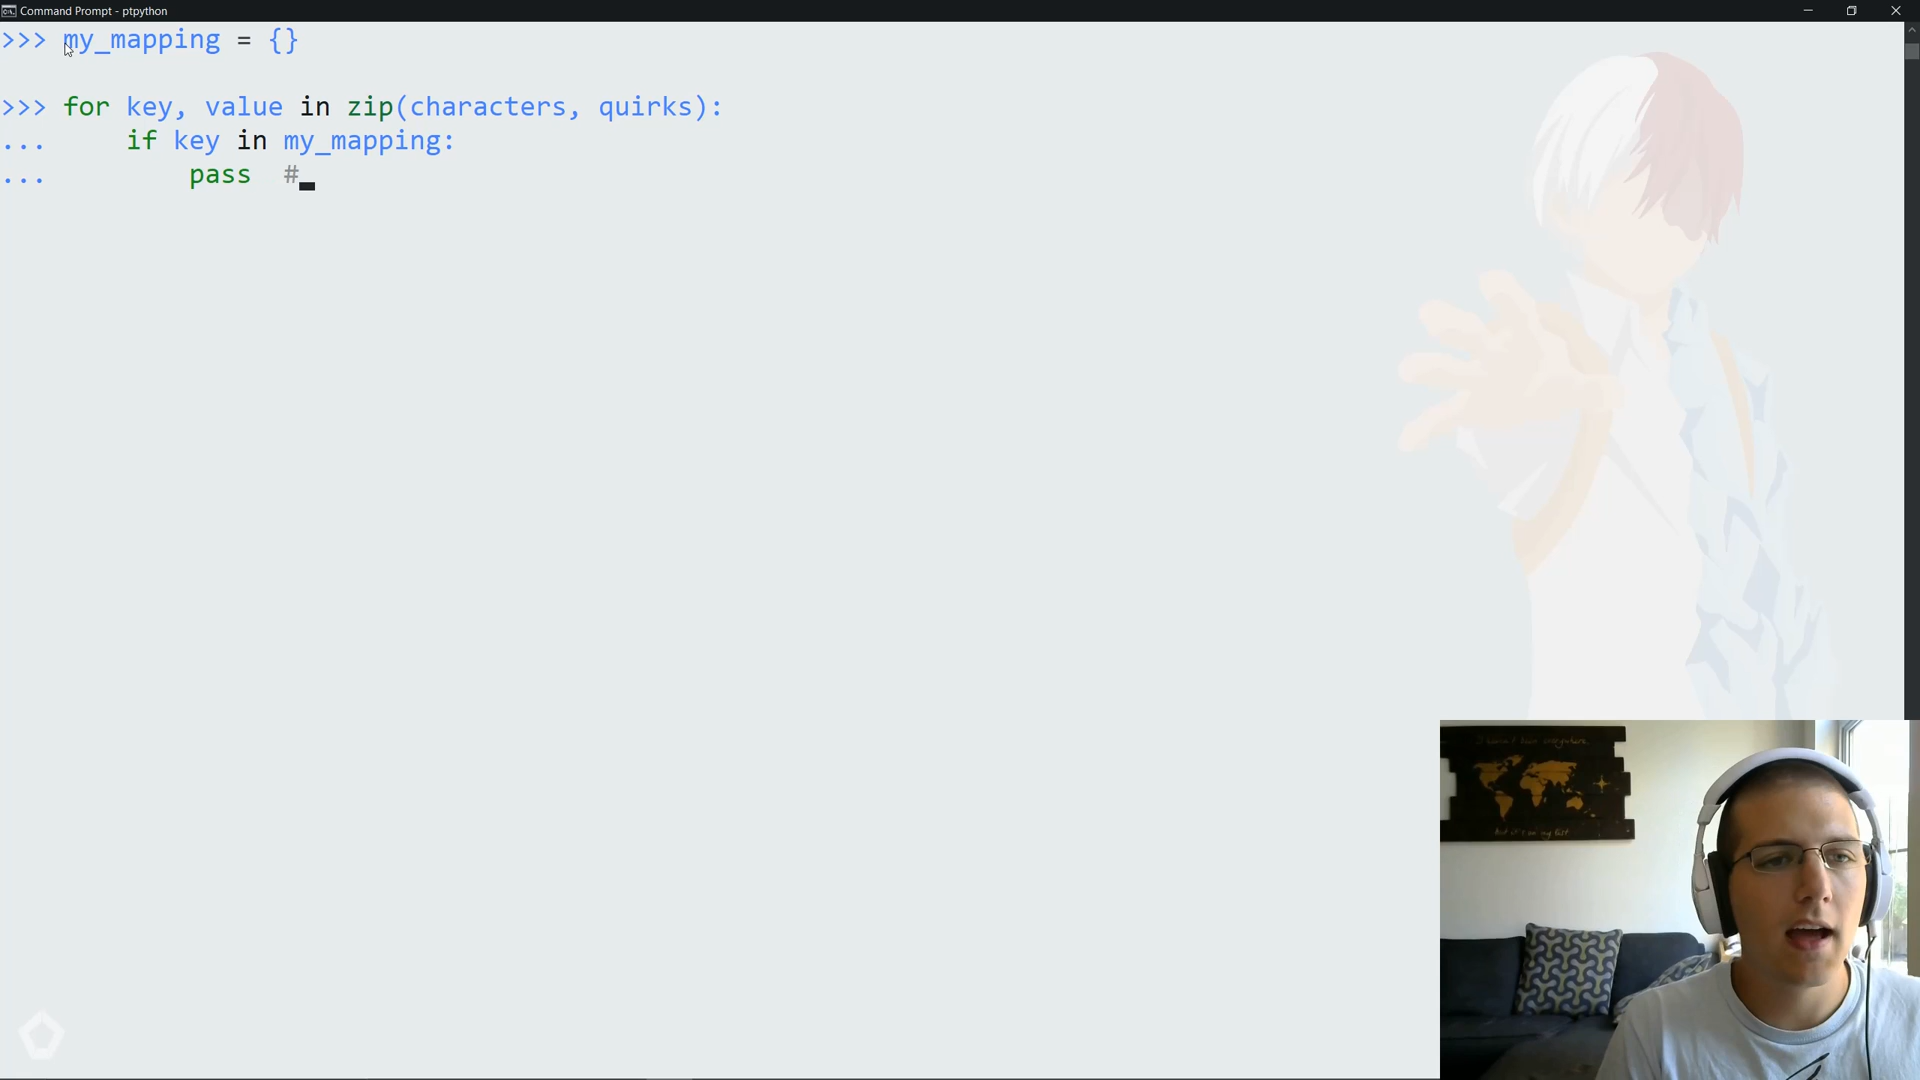 Command Prompt - ptpython
>>> my_mapping = {}
>>> for key, value in zip(characters, quirks):
...     if key in my_mapping:
...         pass  #